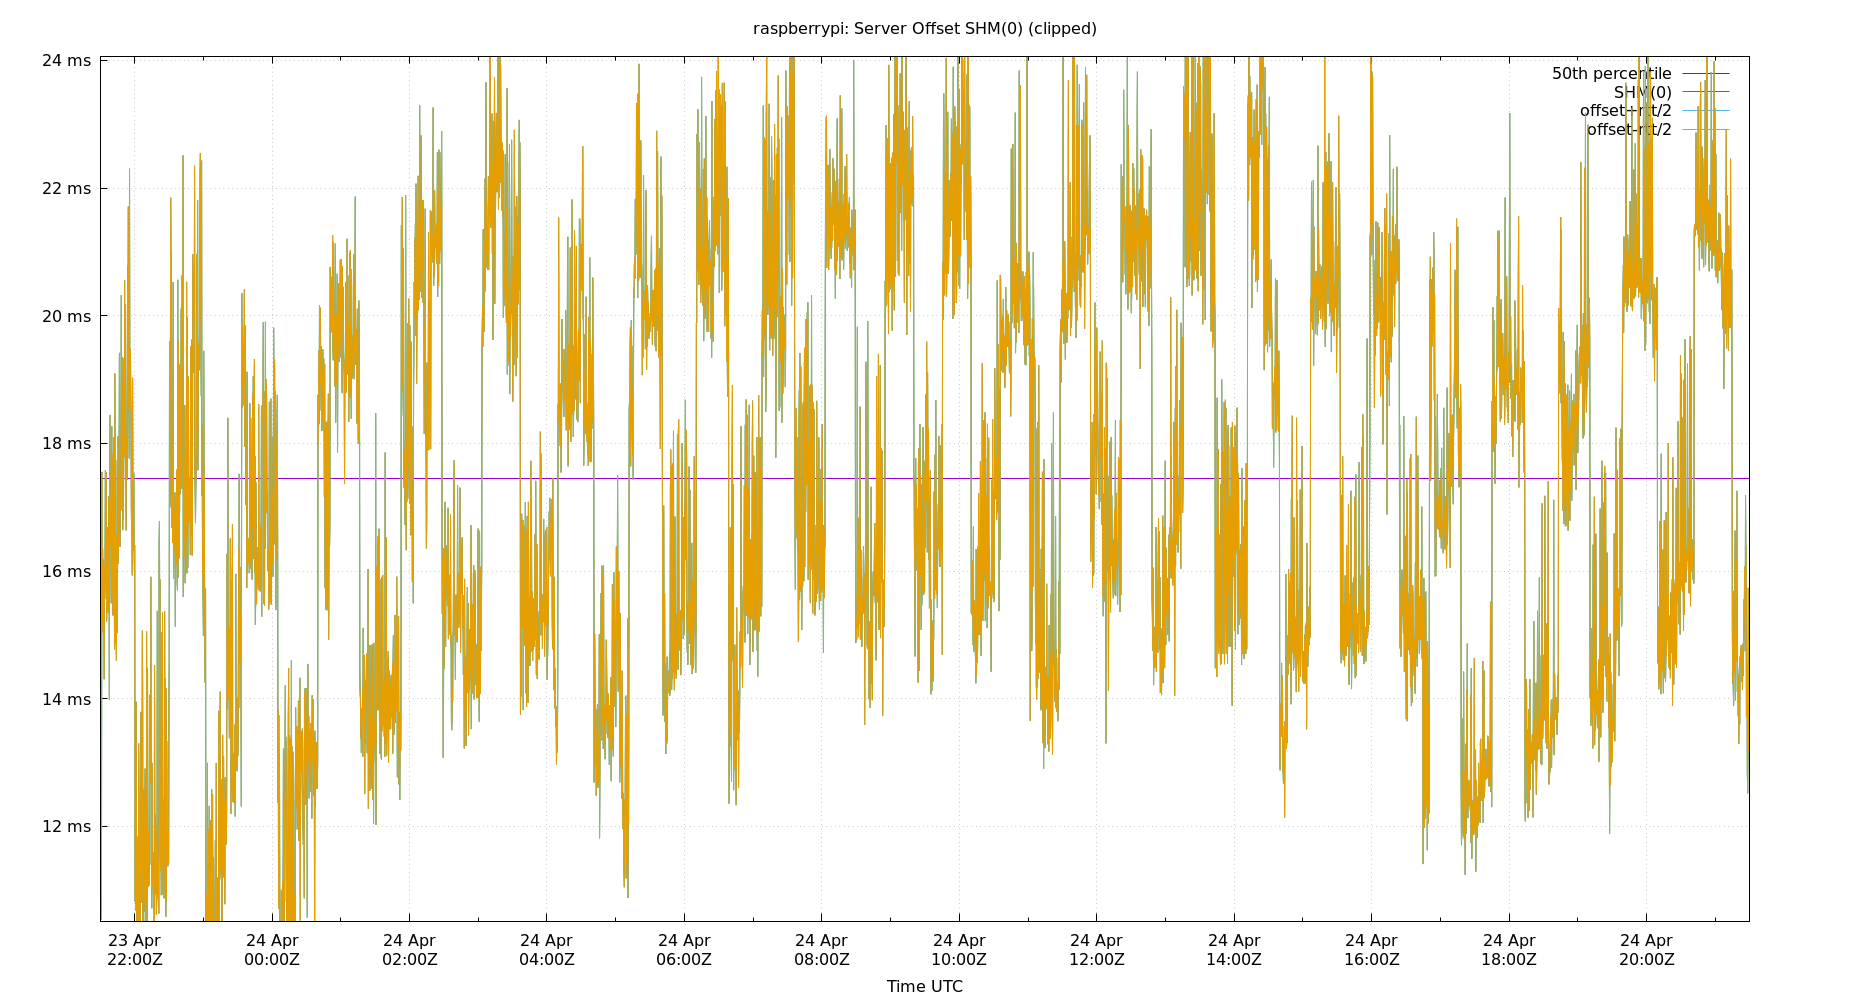 raspberrypi: Server Offset SHM(0) (clipped)
24 ms
22 ms
20 ms
18 ms
16 ms
14 ms
12 ms
50th percentile
SHM(0)
offset+rtt/2
offset-rtt/2
23 Apr 24 Apr 24 Apr 24 Apr 24 Apr 24 Apr 24 Apr 24 Apr 24 Apr 24 Apr 24 Apr 24 Apr
22:00Z 00:00Z 02:00Z 04:00Z 06:00Z 08:00Z 10:00Z 12:00Z 14:00Z 16:00Z 18:00Z 20:00Z
Time UTC